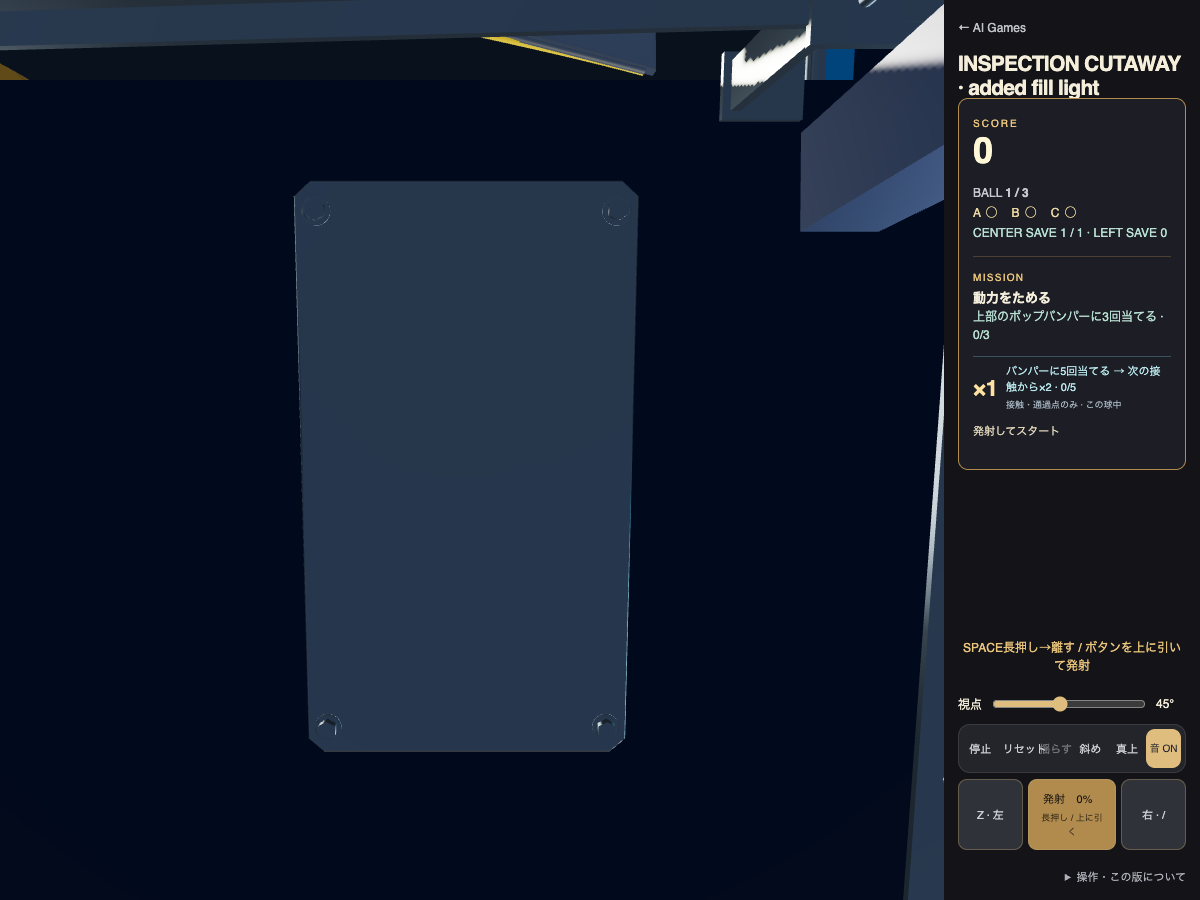 ← AI Games
INSPECTION CUTAWAY
· added fill light
SCORE
0
BALL 1 / 3
A ○ B ○ C ○
CENTER SAVE 1 / 1 · LEFT SAVE 0
MISSION
動力をためる
上部のポップバンパーに3回当てる ·
0/3
×1
バンパーに5回当てる → 次の接
触から×2 · 0/5
接触・通過点のみ · この球中
発射してスタート
SPACE長押し→離す / ボタンを上に引い
て発射
視点 45°
停止 リセット 揺らす 斜め 真上 音 ON
Z · 左
発射 0%
長押し / 上に引
く
右 · /
▶ 操作・この版について